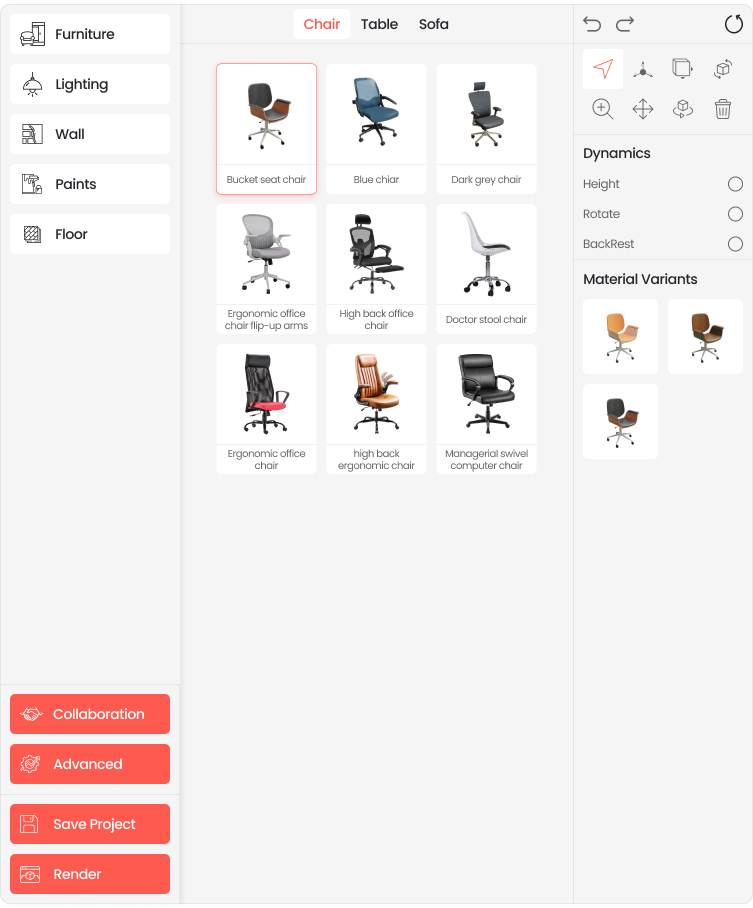 Furniture
Lighting
Wall
Paints
Floor
Collaboration
Advanced
Save Project
Render
Chair Table Sofa
Bucket seat chair
Blue chiar
Dark grey chair
Ergonomic office
chair flip-up arms
High back office
chair
Doctor stool chair
Ergonomic office
chair
high back
ergonomic chair
Managerial swivel
computer chair
Dynamics
Height
Rotate
BackRest
Material Variants